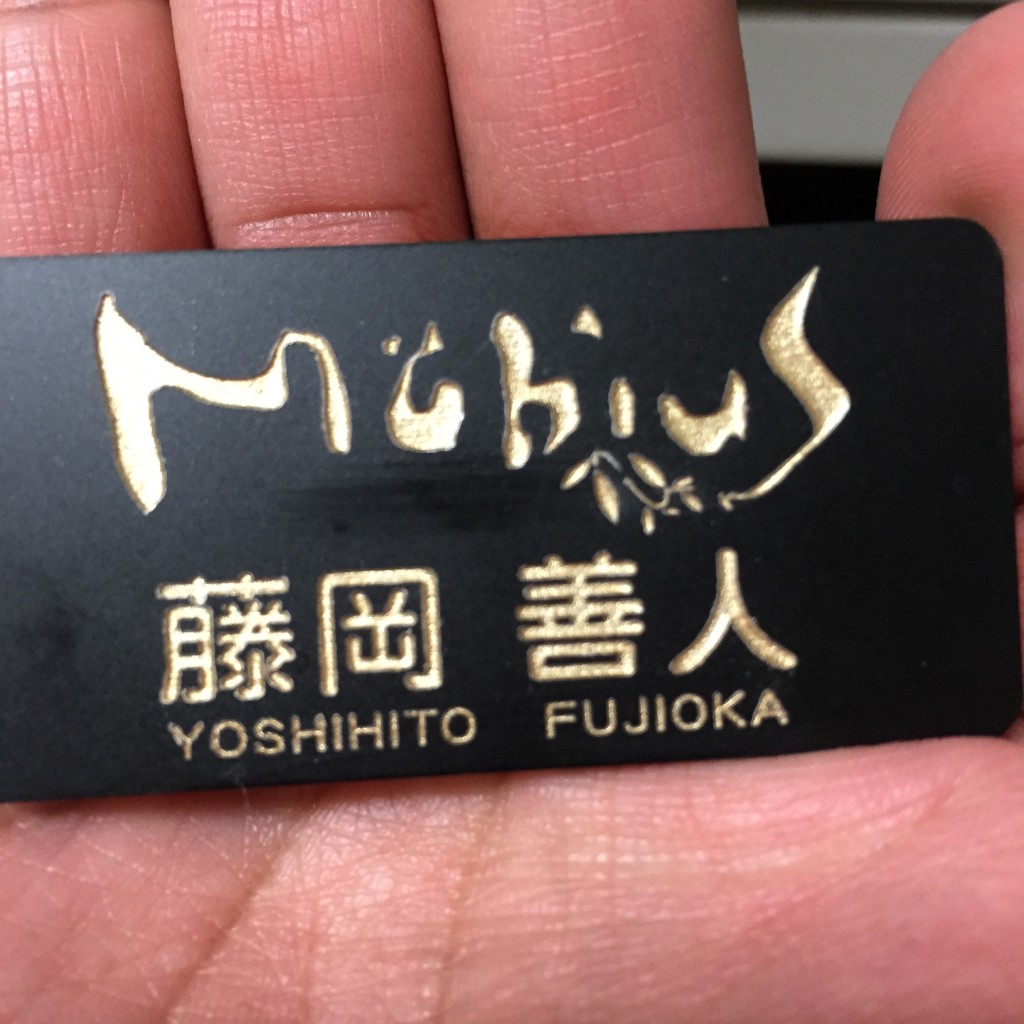 Möbius
藤岡 善人
YOSHIHITO FUJIOKA